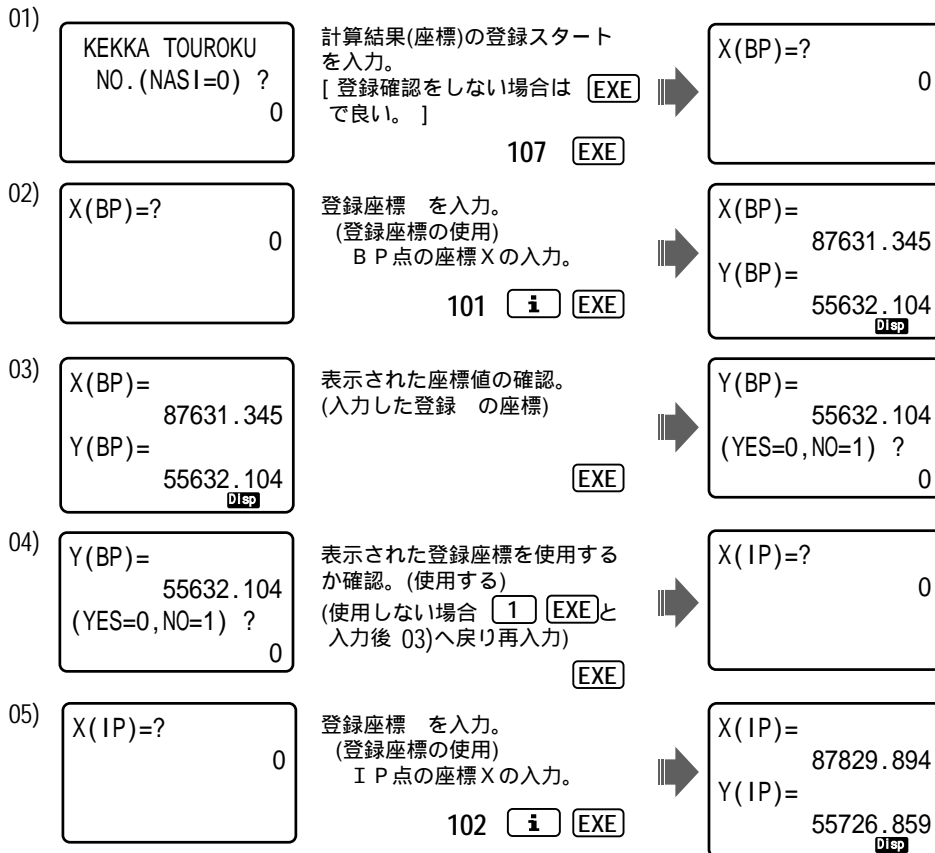 01)
KEKKA TOUROKU
NO.(NASI=0) ?
0
計算結果(座標)の登録スタート
を入力。
[ 登録確認をしない場合は EXE
で良い。 ]
107 EXE
X(BP)=?
0
02)
X(BP)=?
0
登録座標 を入力。
(登録座標の使用)
BP点の座標Xの入力。
101 i EXE
X(BP)=
87631.345
Y(BP)=
55632.104
Disp
03)
X(BP)=
87631.345
Y(BP)=
55632.104
Disp
表示された座標値の確認。
(入力した登録 の座標)
EXE
Y(BP)=
55632.104
(YES=0,NO=1) ?
0
04)
Y(BP)=
55632.104
(YES=0,NO=1) ?
0
表示された登録座標を使用する
か確認。(使用する)
(使用しない場合 1 EXEと
入力後 03)へ戻り再入力)
EXE
X(IP)=?
0
05)
X(IP)=?
0
登録座標 を入力。
(登録座標の使用)
IP点の座標Xの入力。
102 i EXE
X(IP)=
87829.894
Y(IP)=
55726.859
Disp